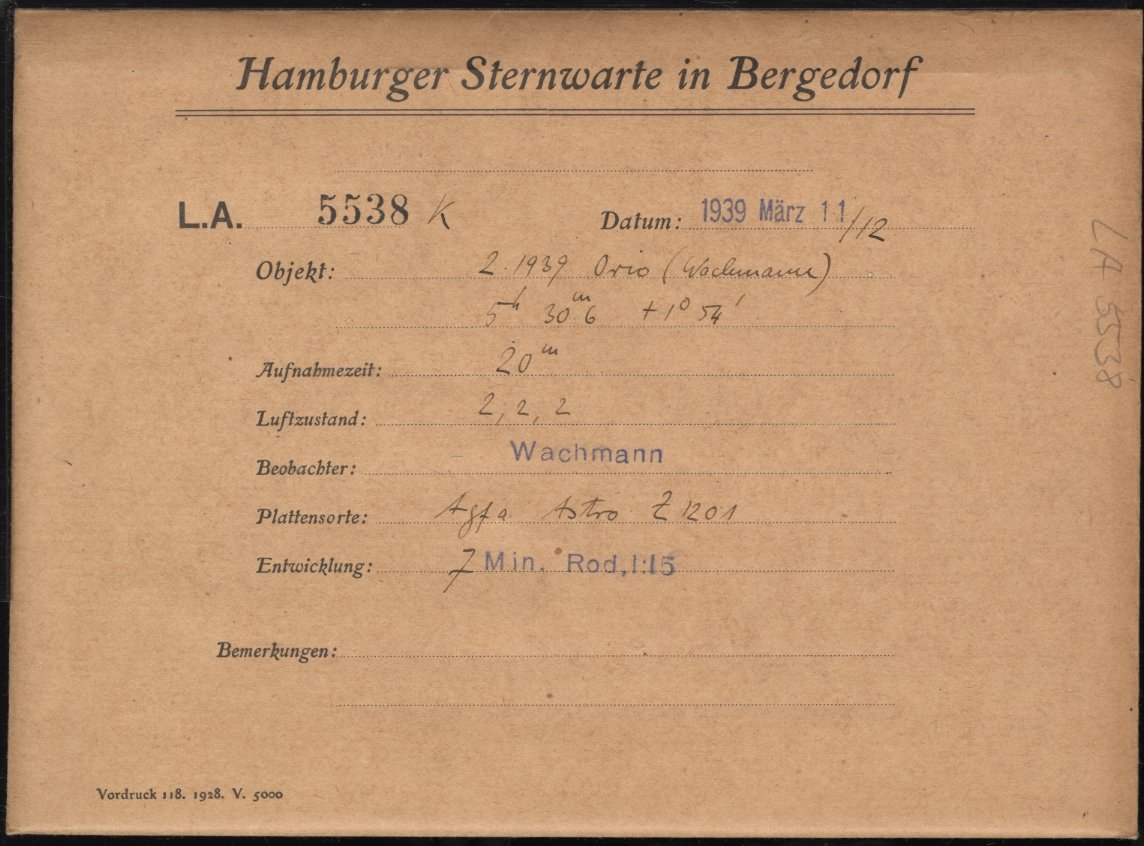 Hamburger Sternwarte in Bergedorf
L.A. 5538 K Datum: 1939 März 11/12
Objekt: 2.1939 Orio (Wachmann)
5h 30m6 +1° 54'
Aufnahmezeit: 20m
Luftzustand: 2, 2, 2
Beobachter: Wachmann
Plattensorte: Agfa Astro Z 1201
Entwicklung: 7 Min. Rod. 1:15
Bemerkungen:
Vordruck 118. 1928. V. 5000
LA 5538